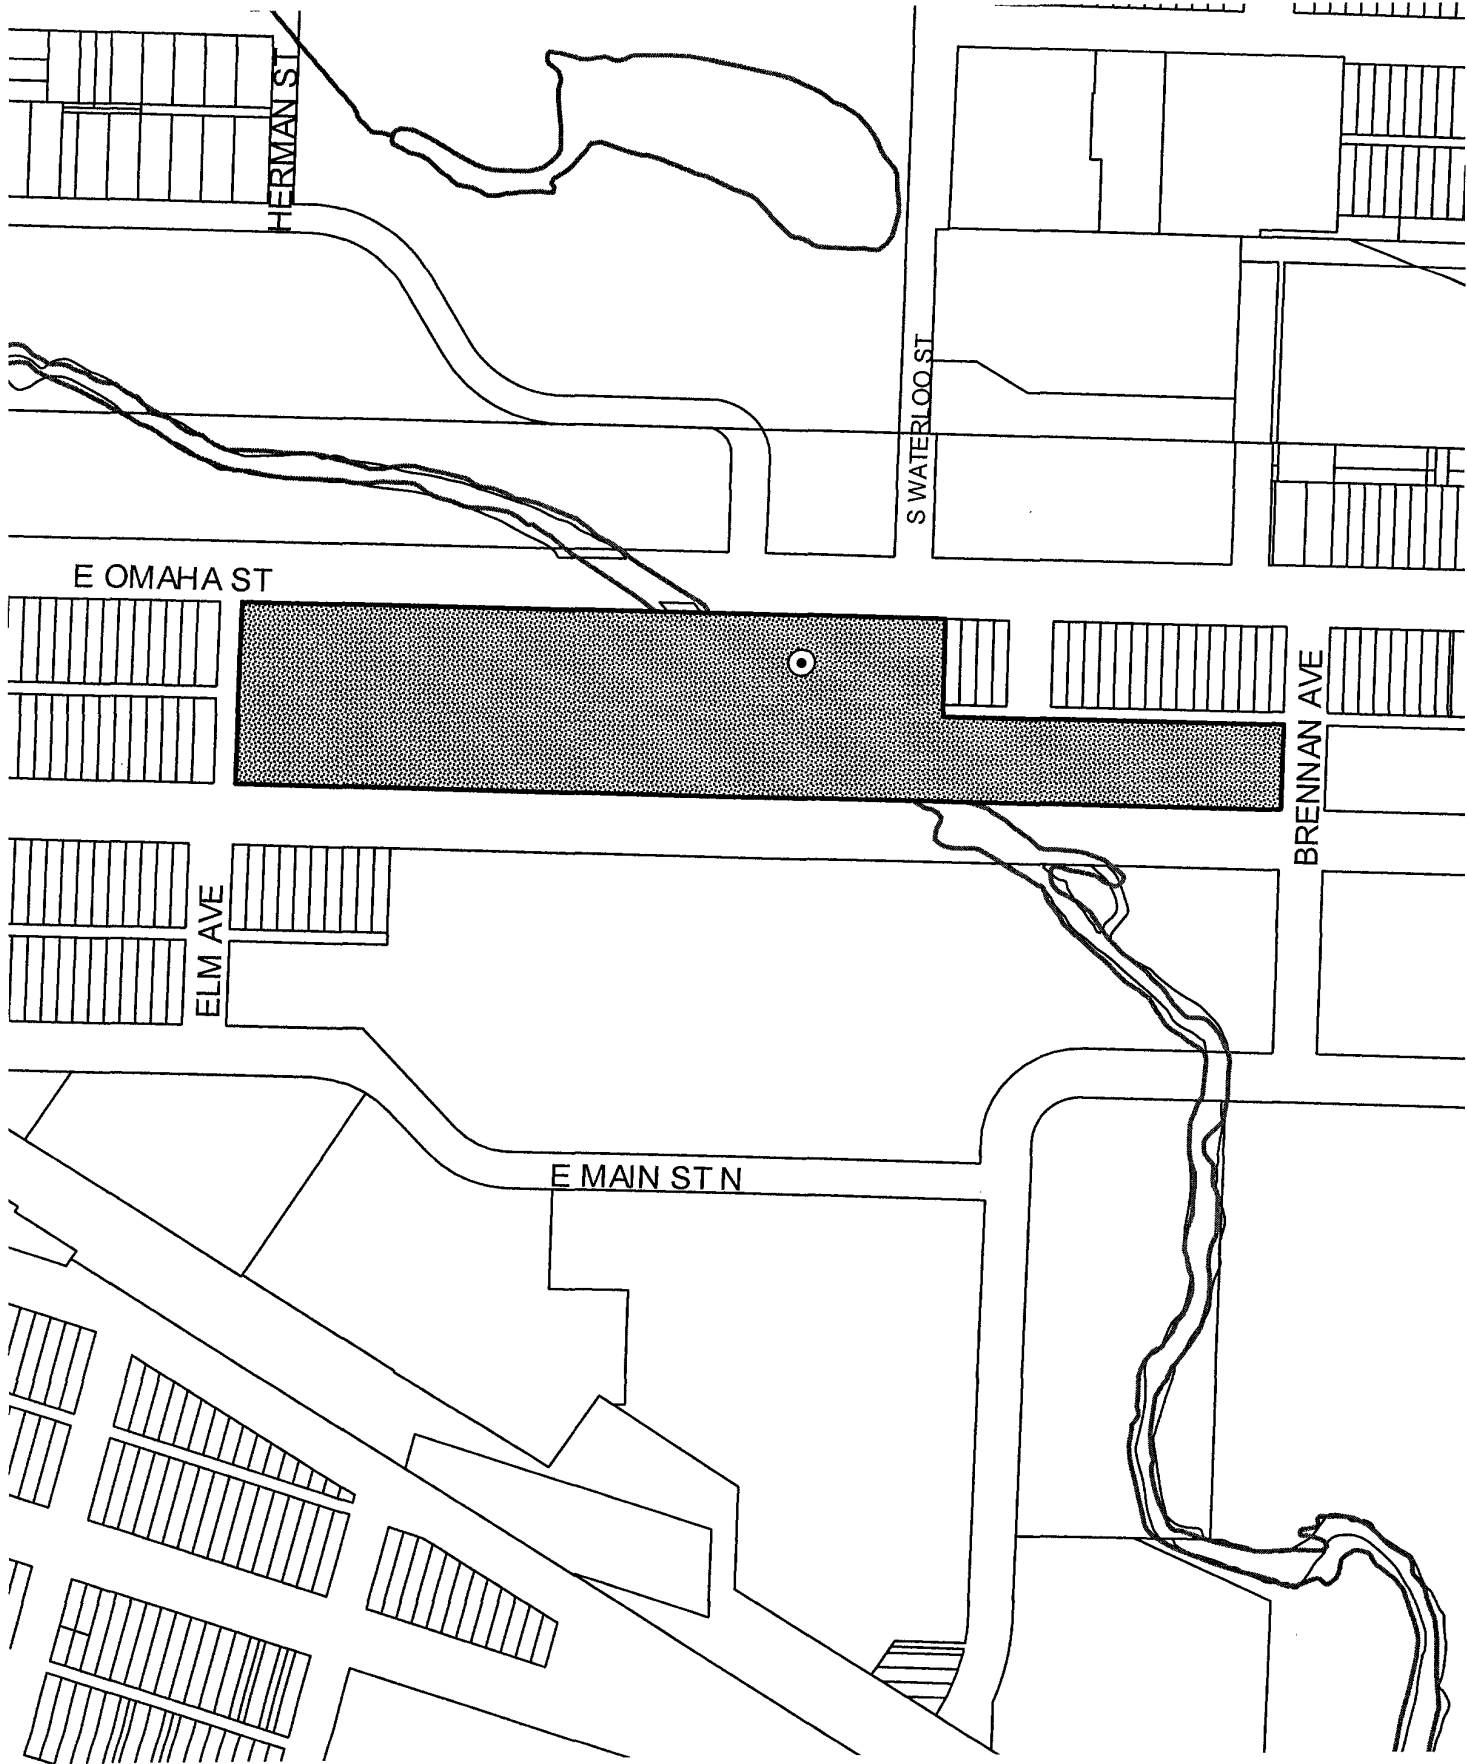 HERMAN ST
S WATERLOO ST
E OMAHA ST
BRENNAN AVE
ELM AVE
E MAIN ST N